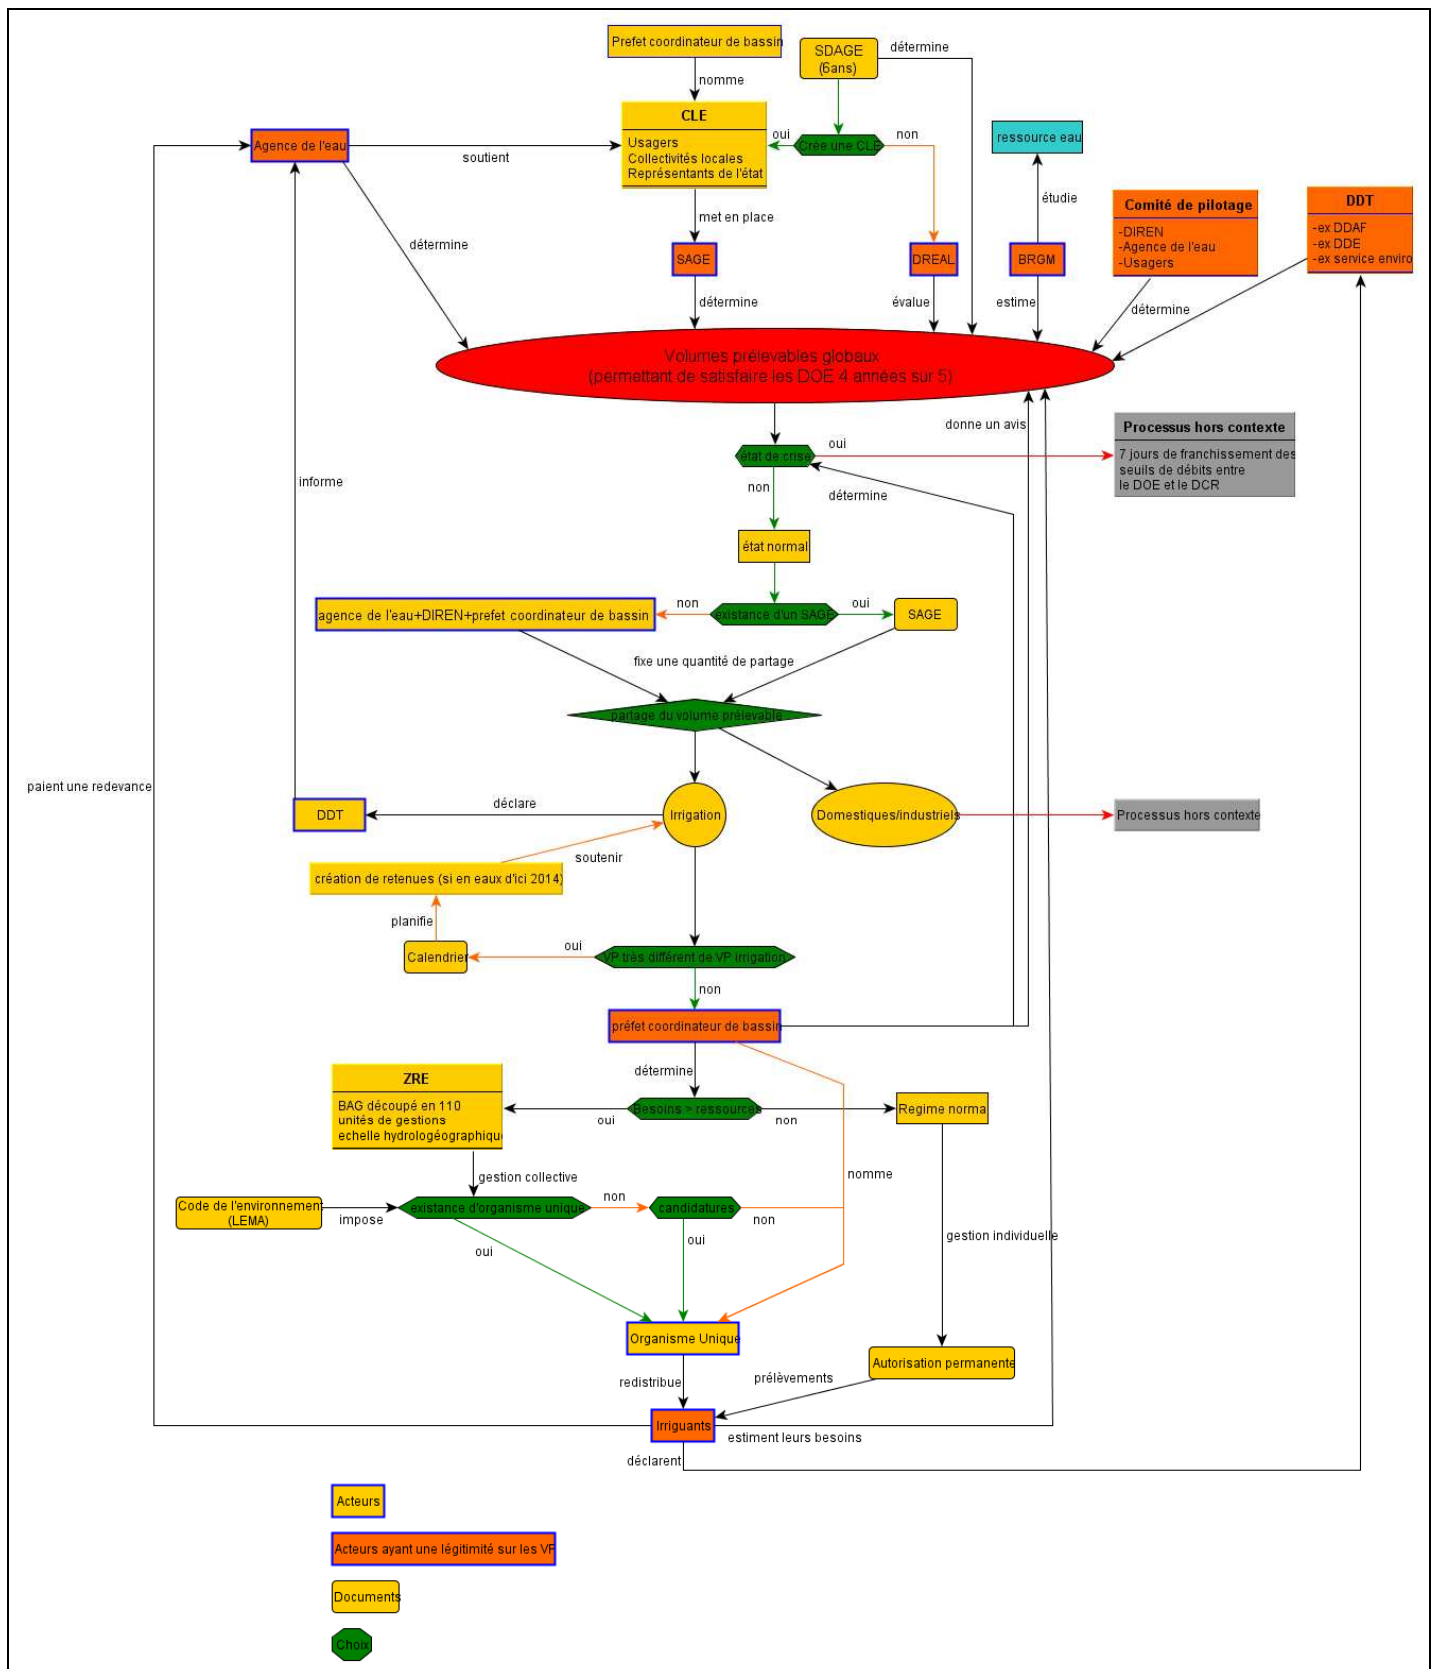 Prefet coordinateur de bassin
SDAGE
(6ans)
détermine
nomme
CLE
Usagers
Collectivités locales
Représentants de l'état
oui
Crée une CLE
non
ressource eau
Agence de l'eau
soutient
étudie
Comité de pilotage
-DIREN
-Agence de l'eau
-Usagers
DDT
-ex DDAF
-ex DDE
-ex service enviro
met en place
détermine
SAGE
DREAL
BRGM
détermine
évalue
estime
détermine
Volumes prélevables globaux
(permettant de satisfaire les DOE 4 années sur 5)
donne un avis
Processus hors contexte
7 jours de franchissement des
seuils de débits entre
le DOE et le DCR
oui
état de crise
informe
non
détermine
état normal
agence de l'eau+DIREN+prefet coordinateur de bassin
non
existance d'un SAGE
oui
SAGE
fixe une quantité de partage
partage du volume prélevable
paient une redevance
DDT
déclare
Irrigation
Domestiques/industriels
Processus hors contexte
soutenir
création de retenues (si en eaux d'ici 2014)
planifie
Calendrier
oui
VP très différent de VP irrigation
non
préfet coordinateur de bassin
détermine
ZRE
BAG découpé en 110
unités de gestions
echelle hydrologéographiqu
oui
Besoins > ressources
non
Regime norma
nomme
gestion collective
Code de l'environnement
(LEMA)
impose
existance d'organisme unique
non
candidatures
non
oui
oui
gestion individuelle
Organisme Unique
Autorisation permanente
redistribue
prélèvements
Irriguants
estiment leurs besoins
déclarent
Acteurs
Acteurs ayant une légitimité sur les VP
Documents
Choix